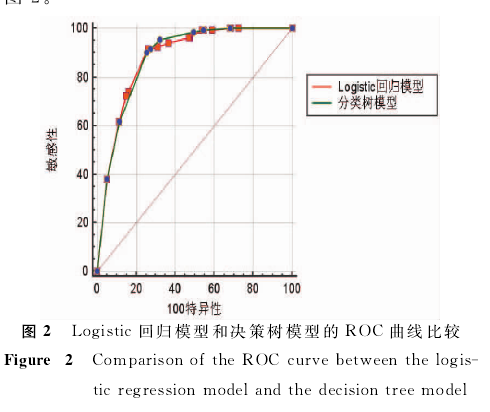 图 2。
100
80
60
40
20
0
敏感性
0 20 40 60 80 100
100特异性
Logistic回归模型
分类树模型
图 2 Logistic 回归模型和决策树模型的 ROC 曲线比较
Figure 2 Comparison of the ROC curve between the logis-
tic regression model and the decision tree model